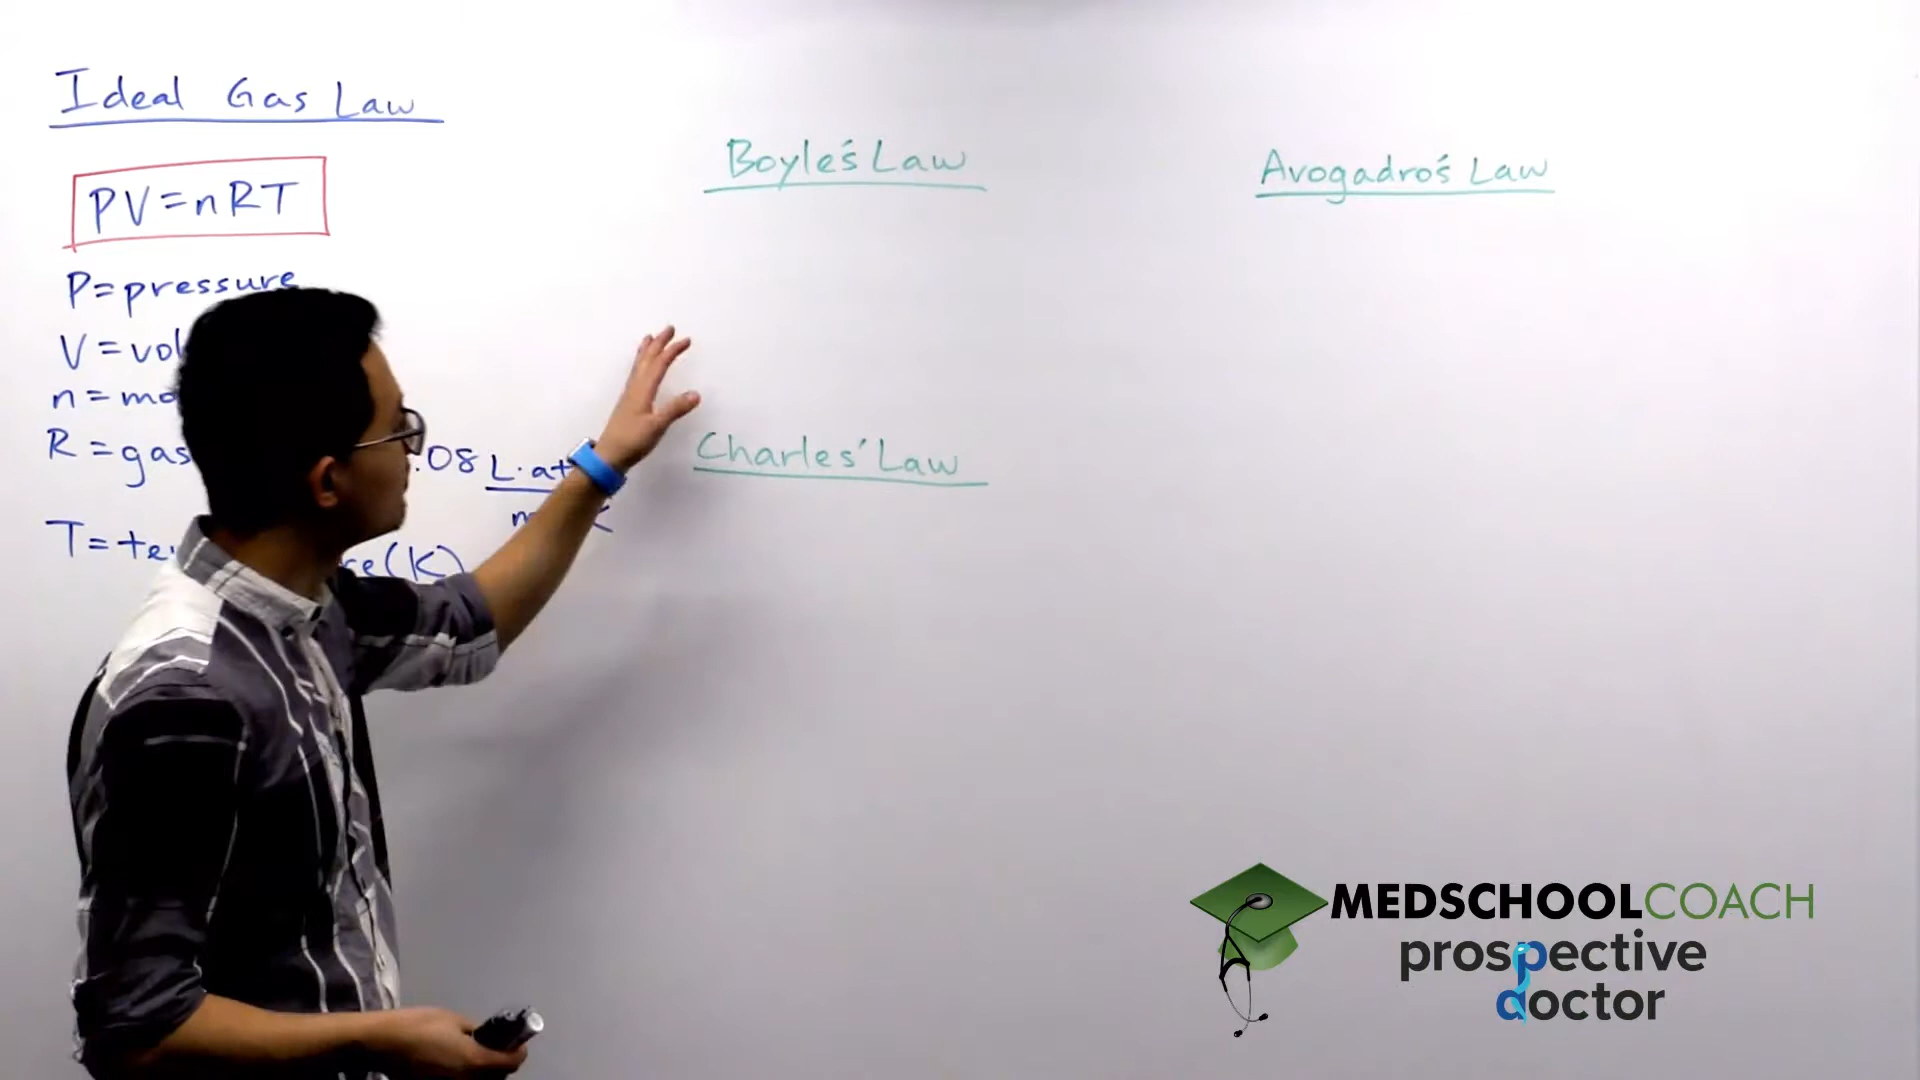 Ideal Gas Law
PV=nRT
P=pressure
V=vol
n=mo
R=gas .08 L·at
T=te re(K)
Boyle's Law
Charles' Law
Avogadro's Law
MEDSCHOOLCOACH
prospective
doctor